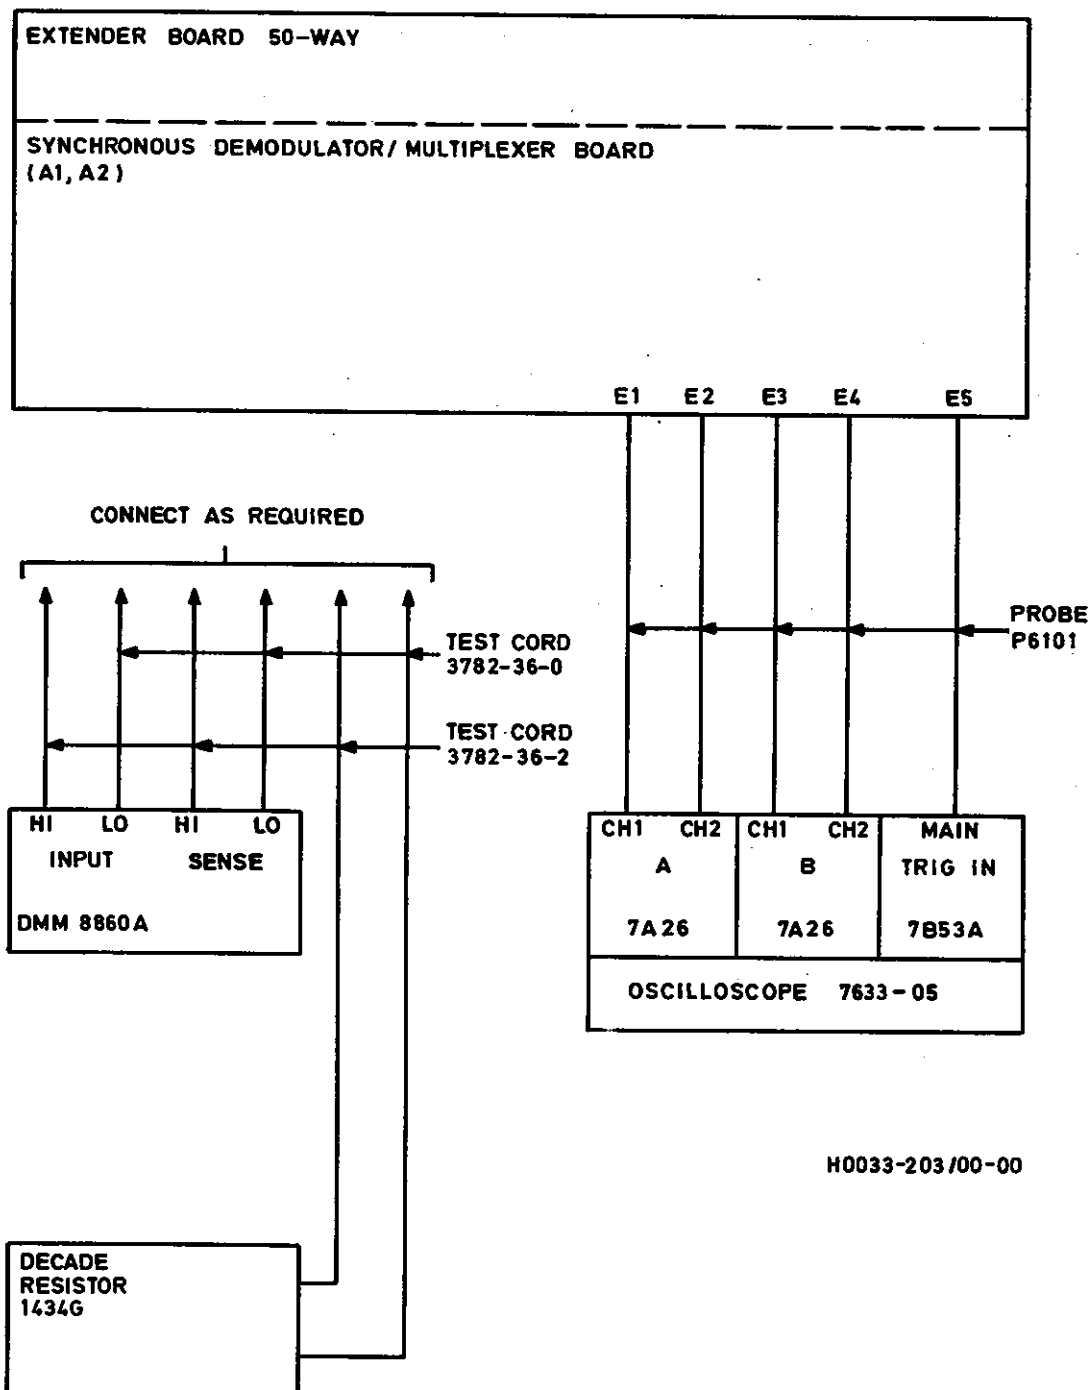 EXTENDER BOARD 50-WAY
SYNCHRONOUS DEMODULATOR/MULTIPLEXER BOARD
(A1, A2)
E1 E2 E3 E4 E5
CONNECT AS REQUIRED
PROBE
P6101
TEST CORD
3782-36-0
TEST CORD
3782-36-2
HI LO HI LO
INPUT SENSE
DMM 8860A
CH1 CH2 CH1 CH2 MAIN
A B TRIG IN
7A26 7A26 7B53A
OSCILLOSCOPE 7633-05
H0033-203/00-00
DECADE
RESISTOR
1434G